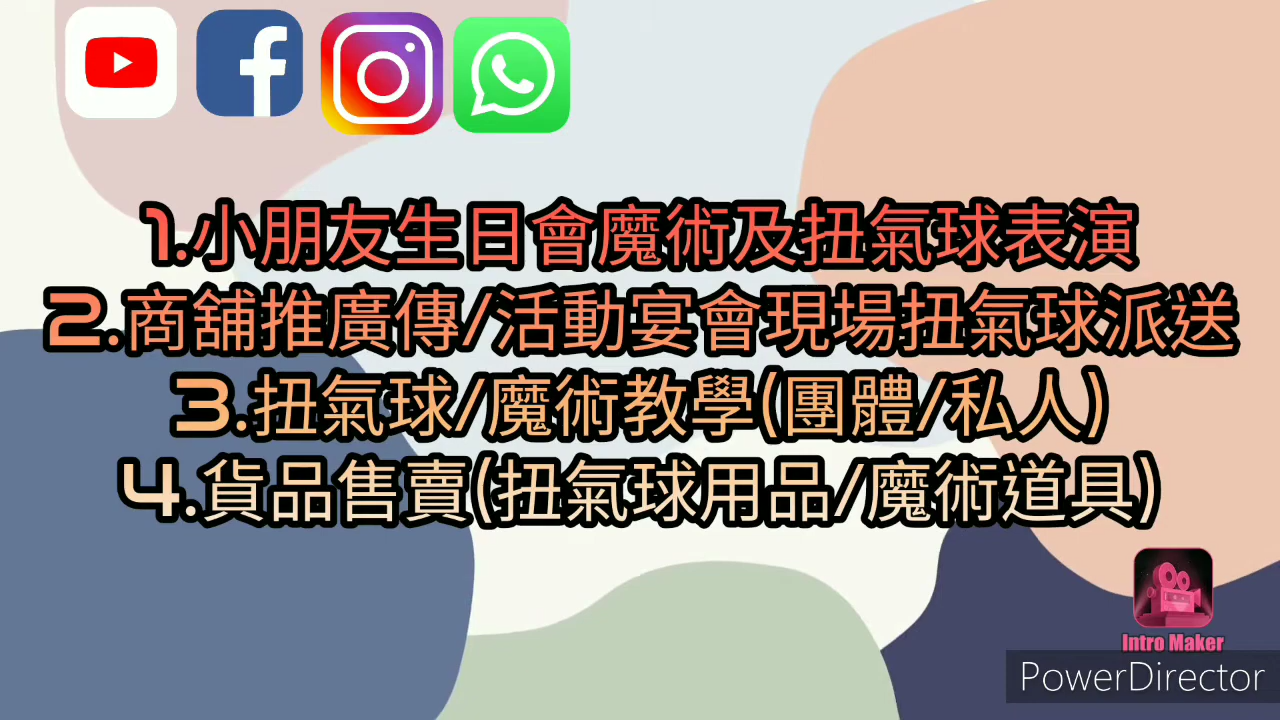 1.小朋友生日會魔術及扭氣球表演
2.商舖推廣傳/活動宴會現場扭氣球派送
3.扭氣球/魔術教學(團體/私人)
4.貨品售賣(扭氣球用品/魔術道具)
Intro Maker
PowerDirector